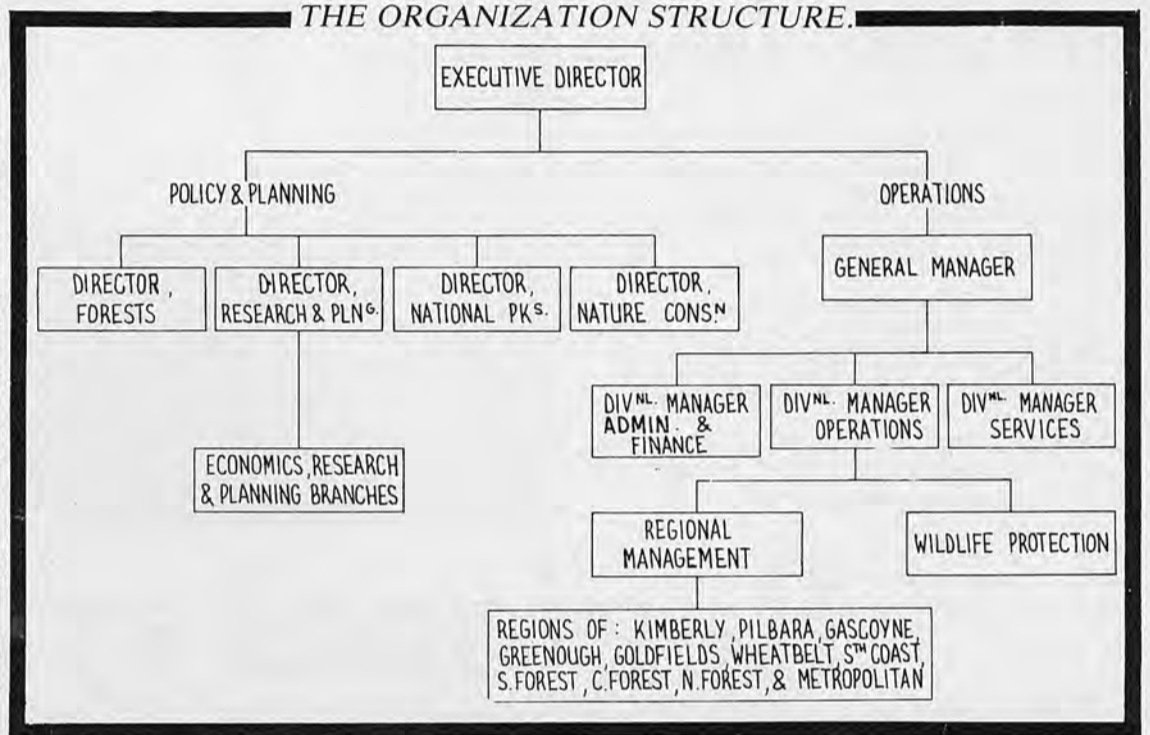 THE ORGANIZATION STRUCTURE.
EXECUTIVE DIRECTOR
POLICY & PLANNING
OPERATIONS
DIRECTOR,
FORESTS
DIRECTOR,
RESEARCH & PLNG.
DIRECTOR,
NATIONAL PKS.
DIRECTOR,
NATURE CONS.N
GENERAL MANAGER
DIVNL. MANAGER
ADMIN. &
FINANCE
DIVNL. MANAGER
OPERATIONS
DIVNL. MANAGER
SERVICES
ECONOMICS, RESEARCH
& PLANNING BRANCHES
REGIONAL
MANAGEMENT
WILDLIFE PROTECTION
REGIONS OF : KIMBERLY, PILBARA, GASCOYNE,
GREENOUGH, GOLDFIELDS, WHEATBELT, STH COAST,
S.FOREST, C.FOREST, N.FOREST, & METROPOLITAN